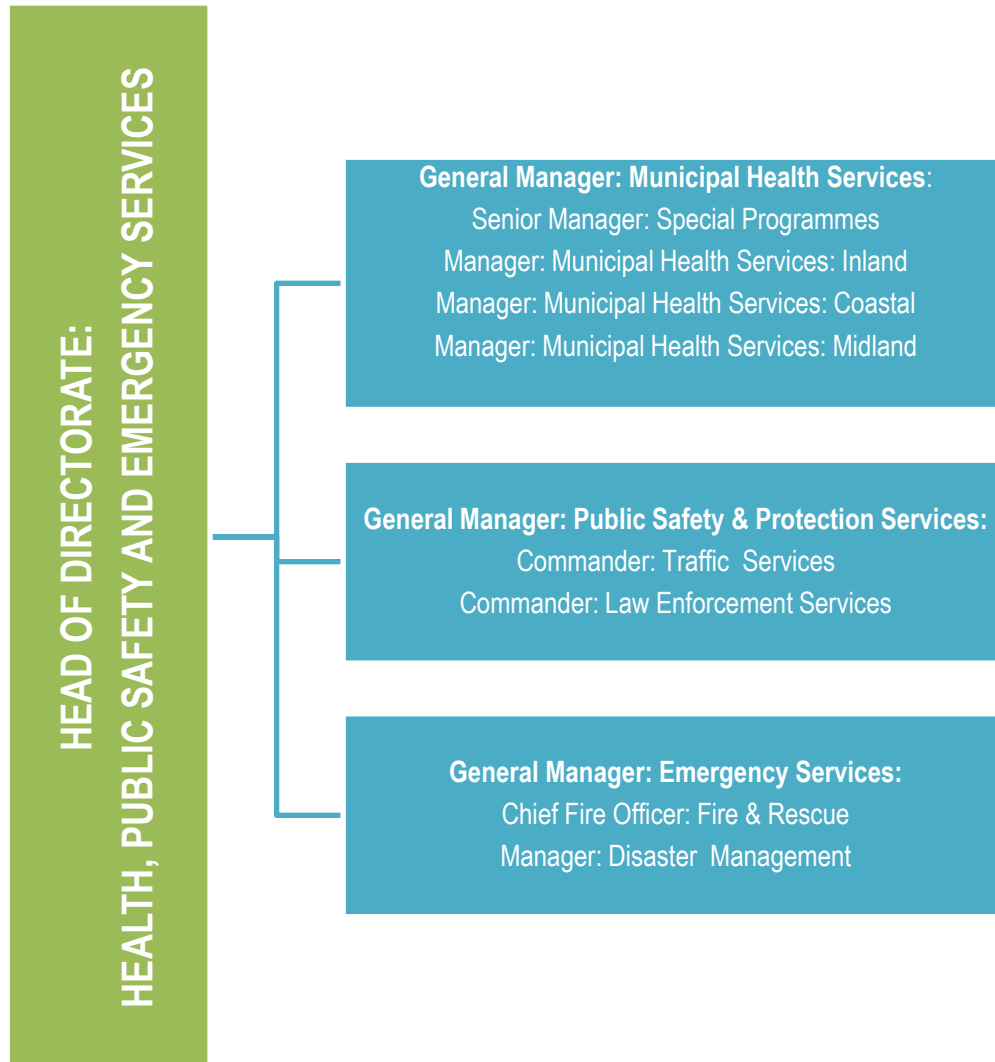 HEAD OF DIRECTORATE:
HEALTH, PUBLIC SAFETY AND EMERGENCY SERVICES
General Manager: Municipal Health Services:
Senior Manager: Special Programmes
Manager: Municipal Health Services: Inland
Manager: Municipal Health Services: Coastal
Manager: Municipal Health Services: Midland
General Manager: Public Safety & Protection Services:
Commander: Traffic  Services
Commander: Law Enforcement Services
General Manager: Emergency Services:
Chief Fire Officer: Fire & Rescue
Manager: Disaster  Management